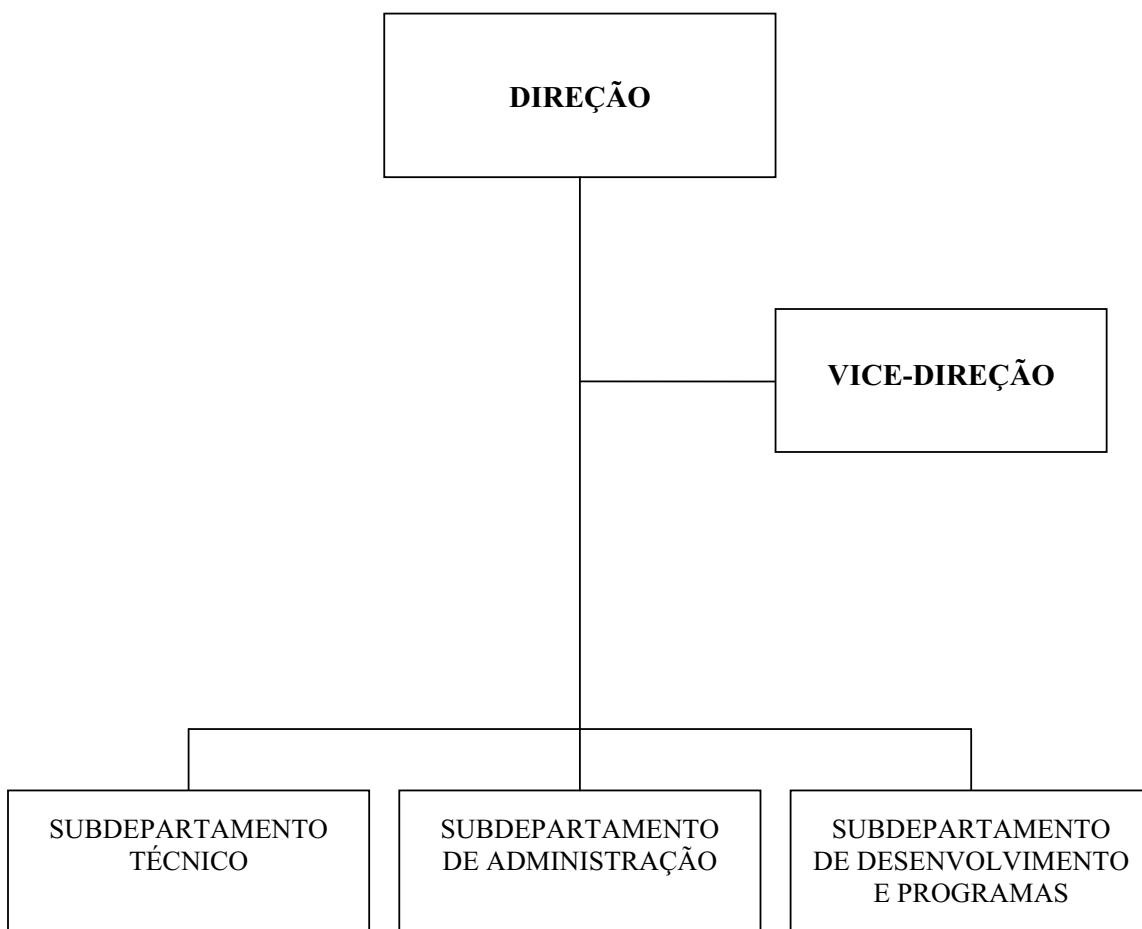 DIREÇÃO
VICE-DIREÇÃO
SUBDEPARTAMENTO
TÉCNICO
SUBDEPARTAMENTO
DE ADMINISTRAÇÃO
SUBDEPARTAMENTO
DE DESENVOLVIMENTO
E PROGRAMAS